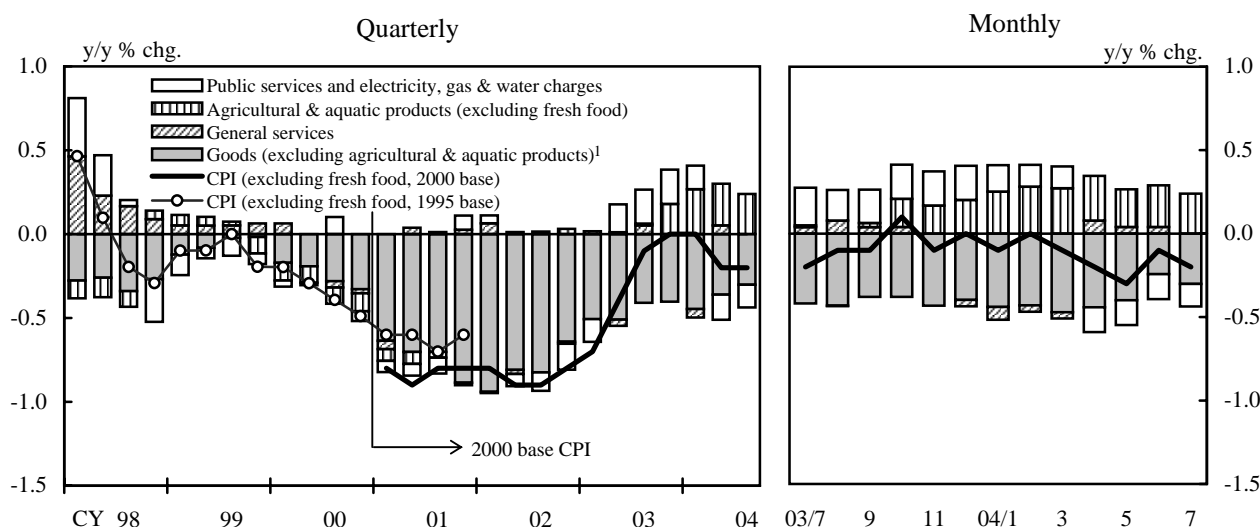 Quarterly
Monthly
y/y % chg.
y/y % chg.
1.0
0.5
0.0
-0.5
-1.0
-1.5
Public services and electricity, gas & water charges
Agricultural & aquatic products (excluding fresh food)
General services
Goods (excluding agricultural & aquatic products)¹
CPI (excluding fresh food, 2000 base)
CPI (excluding fresh food, 1995 base)
2000 base CPI
1.0
0.5
0.0
-0.5
-1.0
-1.5
CY 98 99 00 01 02 03 04
03/7 9 11 04/1 3 5 7